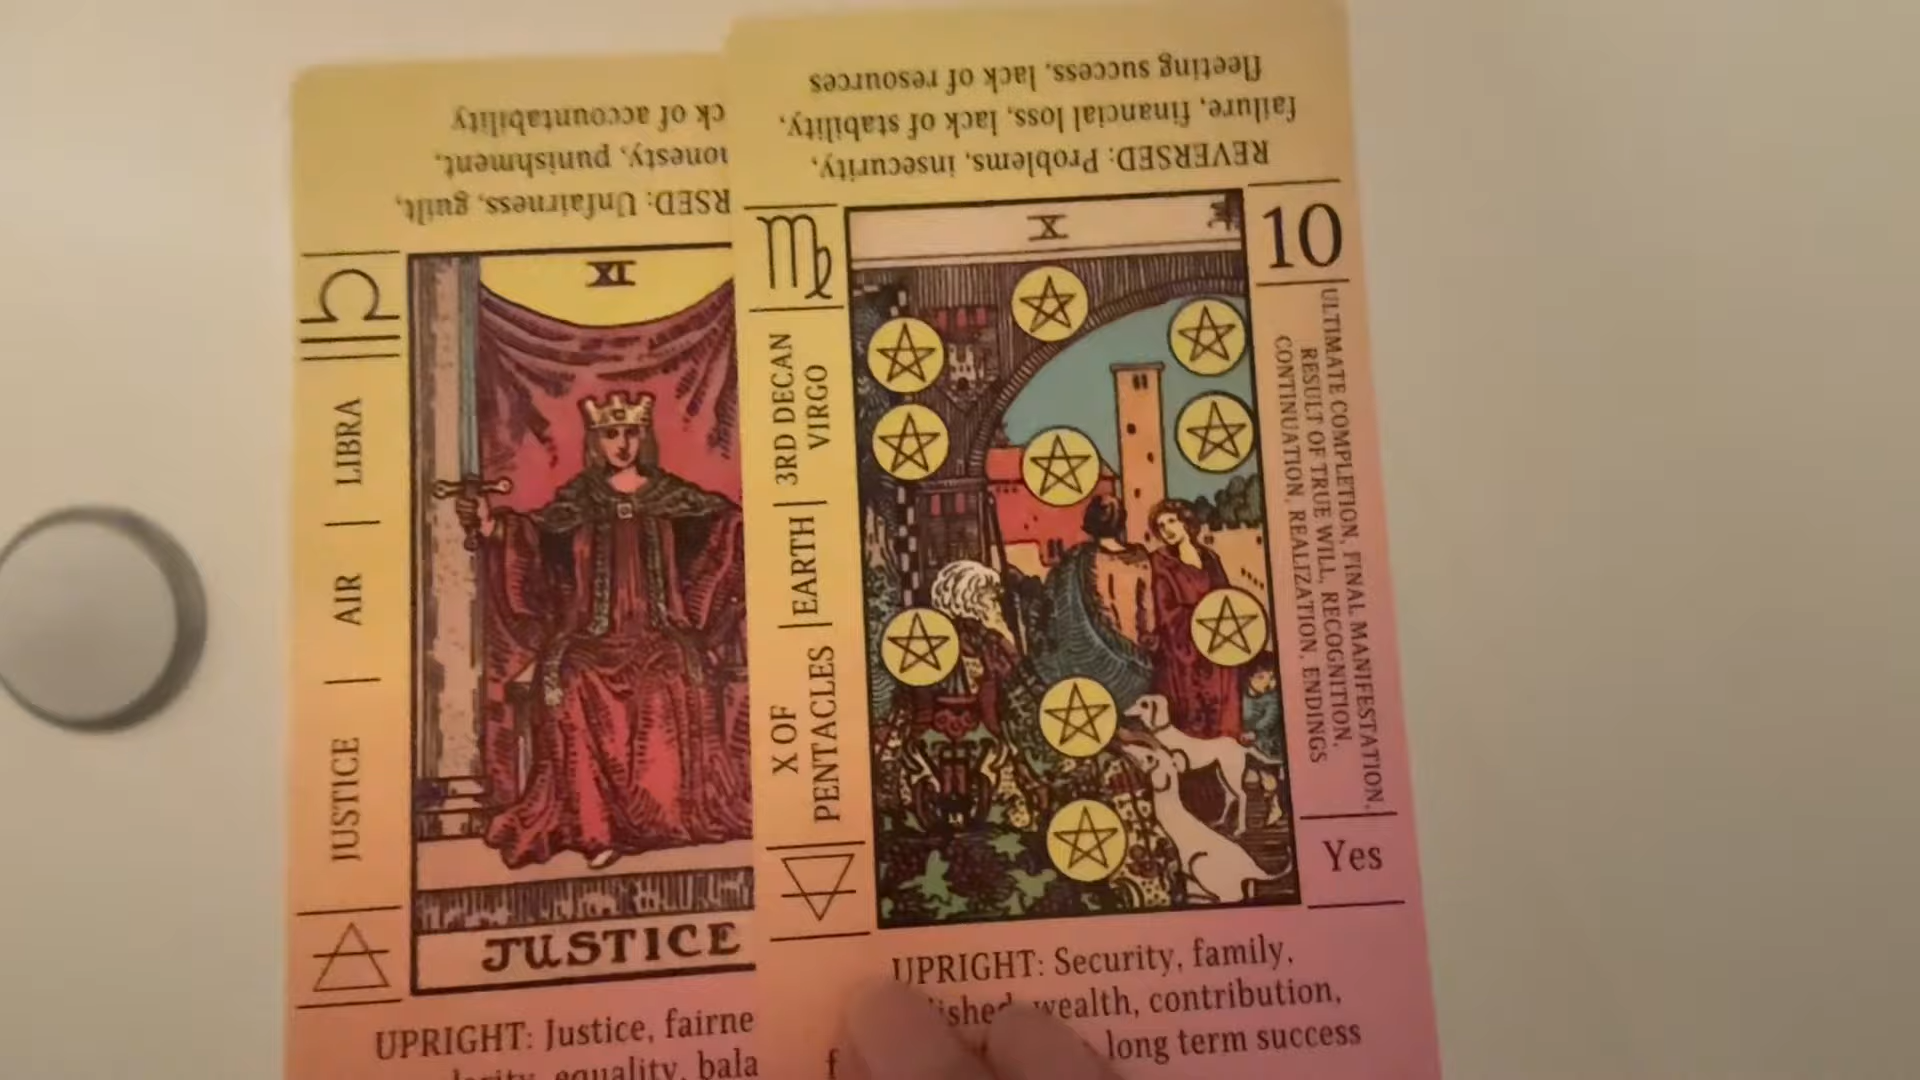 ck of accountability
onesty, punishment,
RSED: Unfairness, guilt,
XI
LIBRA
AIR
JUSTICE
JUSTICE
UPRIGHT: Justice, fairne
equality, bala
REVERSED: Problems, insecurity,
failure, financial loss, lack of stability,
fleeting success, lack of resources
X
10
3RD DECAN
VIRGO
EARTH
X OF
PENTACLES
ULTIMATE COMPLETION, FINAL MANIFESTATION,
RESULT OF TRUE WILL, RECOGNITION,
CONTINUATION, REALIZATION, ENDINGS
Yes
UPRIGHT: Security, family,
wealth, contribution,
long term success